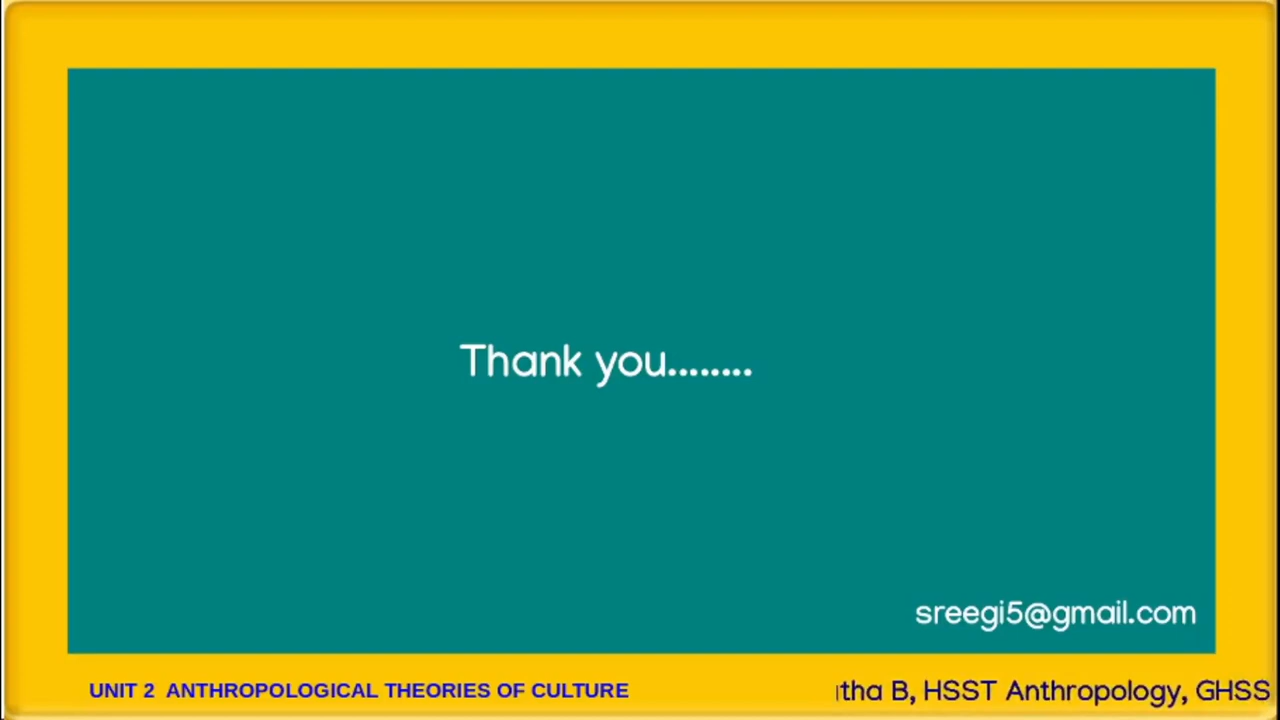 Thank you........
sreegi5@gmail.com
UNIT 2 ANTHROPOLOGICAL THEORIES OF CULTURE
tha B, HSST Anthropology, GHSS